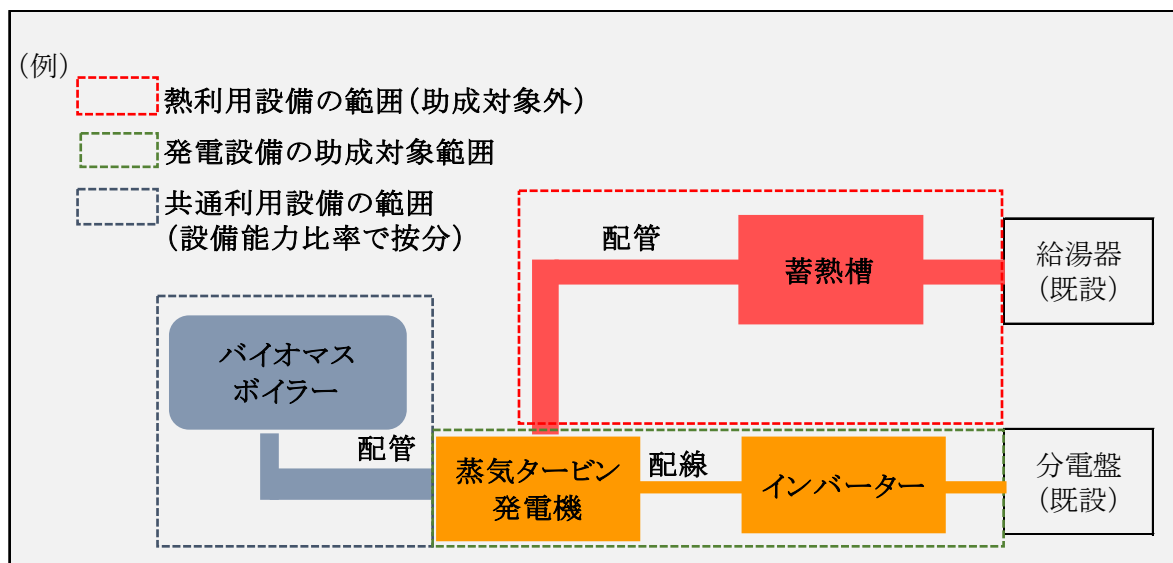 （例）
熱利用設備の範囲（助成対象外）
発電設備の助成対象範囲
共通利用設備の範囲
（設備能力比率で按分）
配管
蓄熱槽
給湯器
（既設）
バイオマス
ボイラー
配管
蒸気タービン
発電機
配線
インバーター
分電盤
（既設）